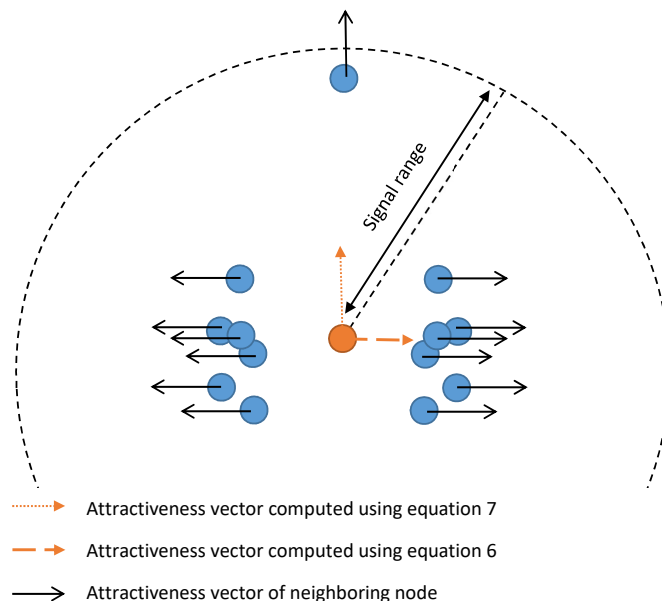 Signal range
Attractiveness vector computed using equation 7
Attractiveness vector computed using equation 6
Attractiveness vector of neighboring node